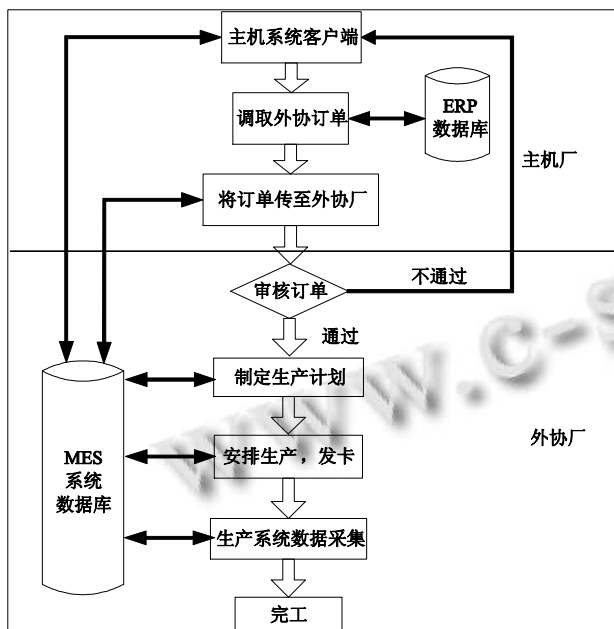 主机系统客户端
调取外协订单
ERP
数据库
主机厂
将订单传至外协厂
审核订单
不通过
通过
制定生产计划
MES
系统
数据库
安排生产，发卡
外协厂
生产系统数据采集
完工
www.c-s